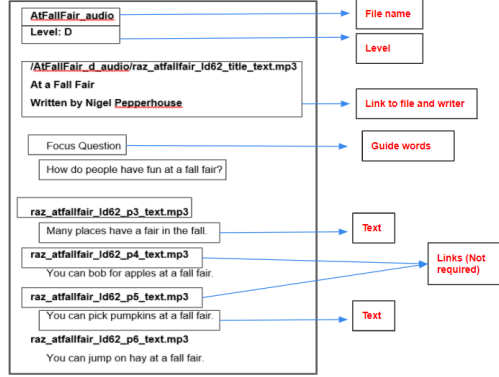 AtFallFair_audio
File name
Level: D
Level
/AtFallFair_d_audio/raz_atfallfair_ld62_title_text.mp3
At a Fall Fair
Written by Nigel Pepperhouse
Link to file and writer
Focus Question
Guide words
How do people have fun at a fall fair?
raz_atfallfair_ld62_p3_text.mp3
Many places have a fair in the fall.
Text
raz_atfallfair_ld62_p4_text.mp3
You can bob for apples at a fall fair.
Links (Not
required)
raz_atfallfair_ld62_p5_text.mp3
You can pick pumpkins at a fall fair.
Text
raz_atfallfair_ld62_p6_text.mp3
You can jump on hay at a fall fair.